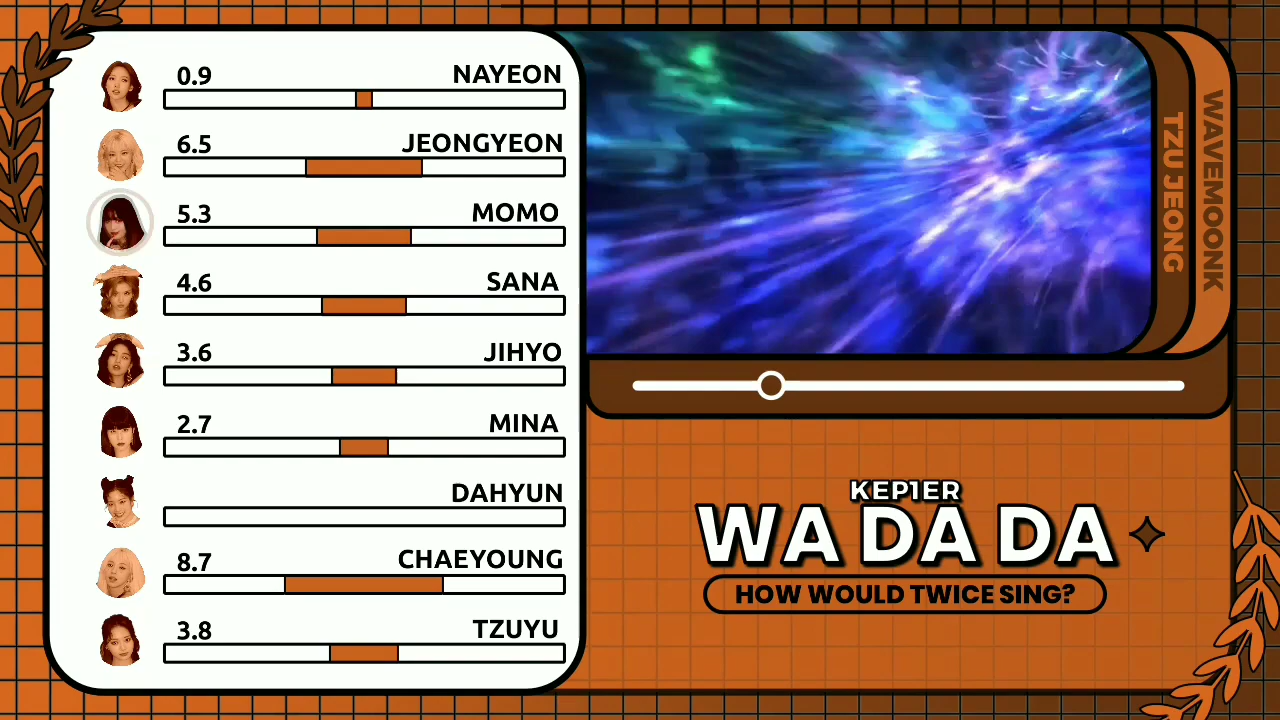 0.9 NAYEON
6.5 JEONGYEON
5.3 MOMO
4.6 SANA
3.6 JIHYO
2.7 MINA
DAHYUN
8.7 CHAEYOUNG
3.8 TZUYU
TZU JEONG
WAVEMOONK
KEP1ER
WA DA DA
HOW WOULD TWICE SING?